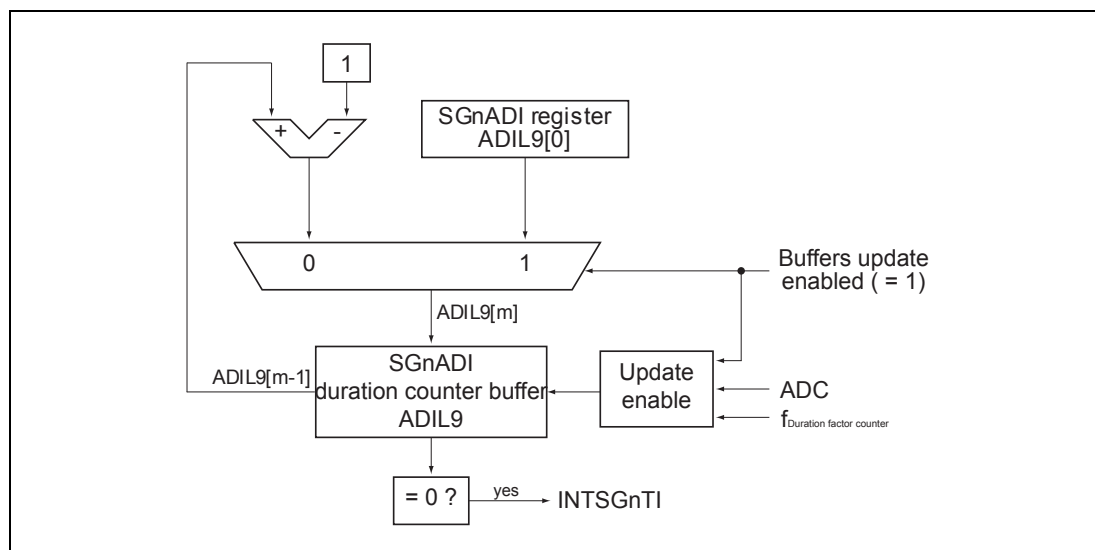 1
+ -
SGnADI register
ADIL9[0]
0 1
Buffers update
enabled ( = 1)
ADIL9[m]
ADIL9[m-1]
SGnADI
duration counter buffer
ADIL9
Update
enable
ADC
fDuration factor counter
= 0 ?
yes
INTSGnTI